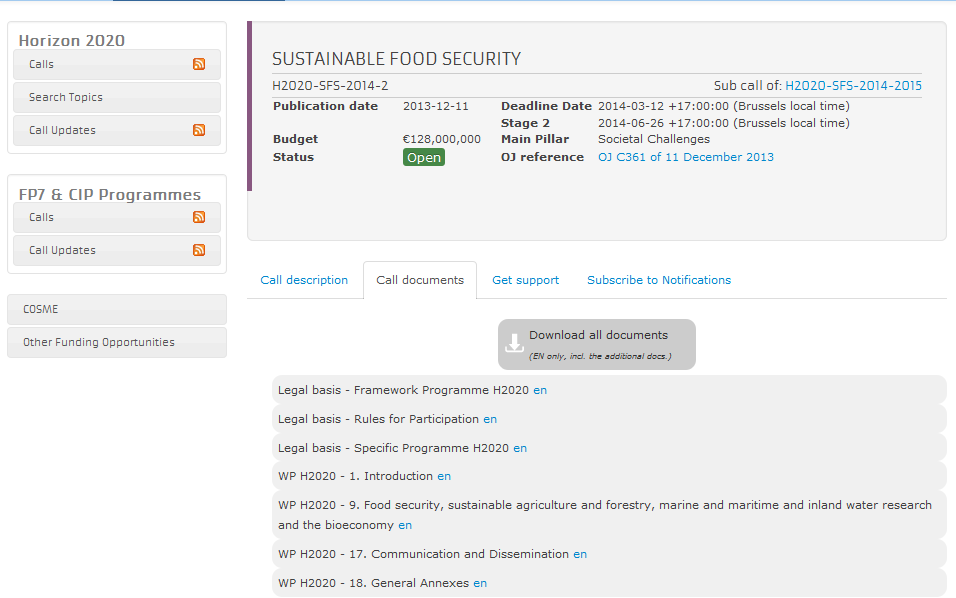 Horizon 2020
Calls
Search Topics
Call Updates
FP7 & CIP Programmes
Calls
Call Updates
COSME
Other Funding Opportunities
SUSTAINABLE FOOD SECURITY
H2020-SFS-2014-2 Sub call of: H2020-SFS-2014-2015
Publication date 2013-12-11 Deadline Date 2014-03-12 +17:00:00 (Brussels local time)
Stage 2 2014-06-26 +17:00:00 (Brussels local time)
Budget €128,000,000 Main Pillar Societal Challenges
Status Open OJ reference OJ C361 of 11 December 2013
Call description Call documents Get support Subscribe to Notifications
Download all documents
(EN only, incl. the additional docs.)
Legal basis - Framework Programme H2020 en
Legal basis - Rules for Participation en
Legal basis - Specific Programme H2020 en
WP H2020 - 1. Introduction en
WP H2020 - 9. Food security, sustainable agriculture and forestry, marine and maritime and inland water research
and the bioeconomy en
WP H2020 - 17. Communication and Dissemination en
WP H2020 - 18. General Annexes en